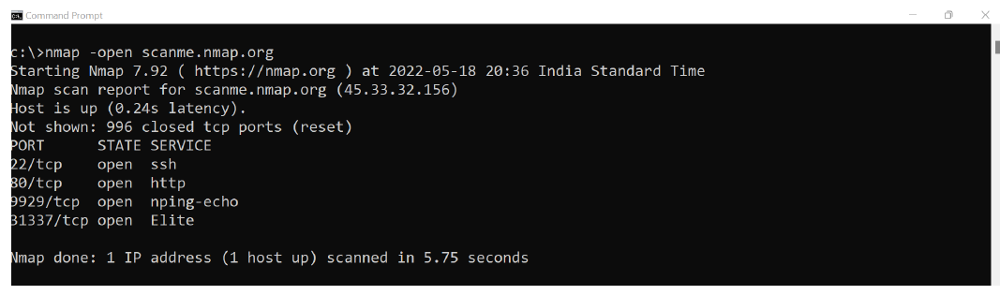 Command Prompt
c:\>nmap -open scanme.nmap.org
Starting Nmap 7.92 ( https://nmap.org ) at 2022-05-18 20:36 India Standard Time
Nmap scan report for scanme.nmap.org (45.33.32.156)
Host is up (0.24s latency).
Not shown: 996 closed tcp ports (reset)
PORT      STATE SERVICE
22/tcp    open  ssh
80/tcp    open  http
9929/tcp  open  nping-echo
31337/tcp open  Elite
Nmap done: 1 IP address (1 host up) scanned in 5.75 seconds